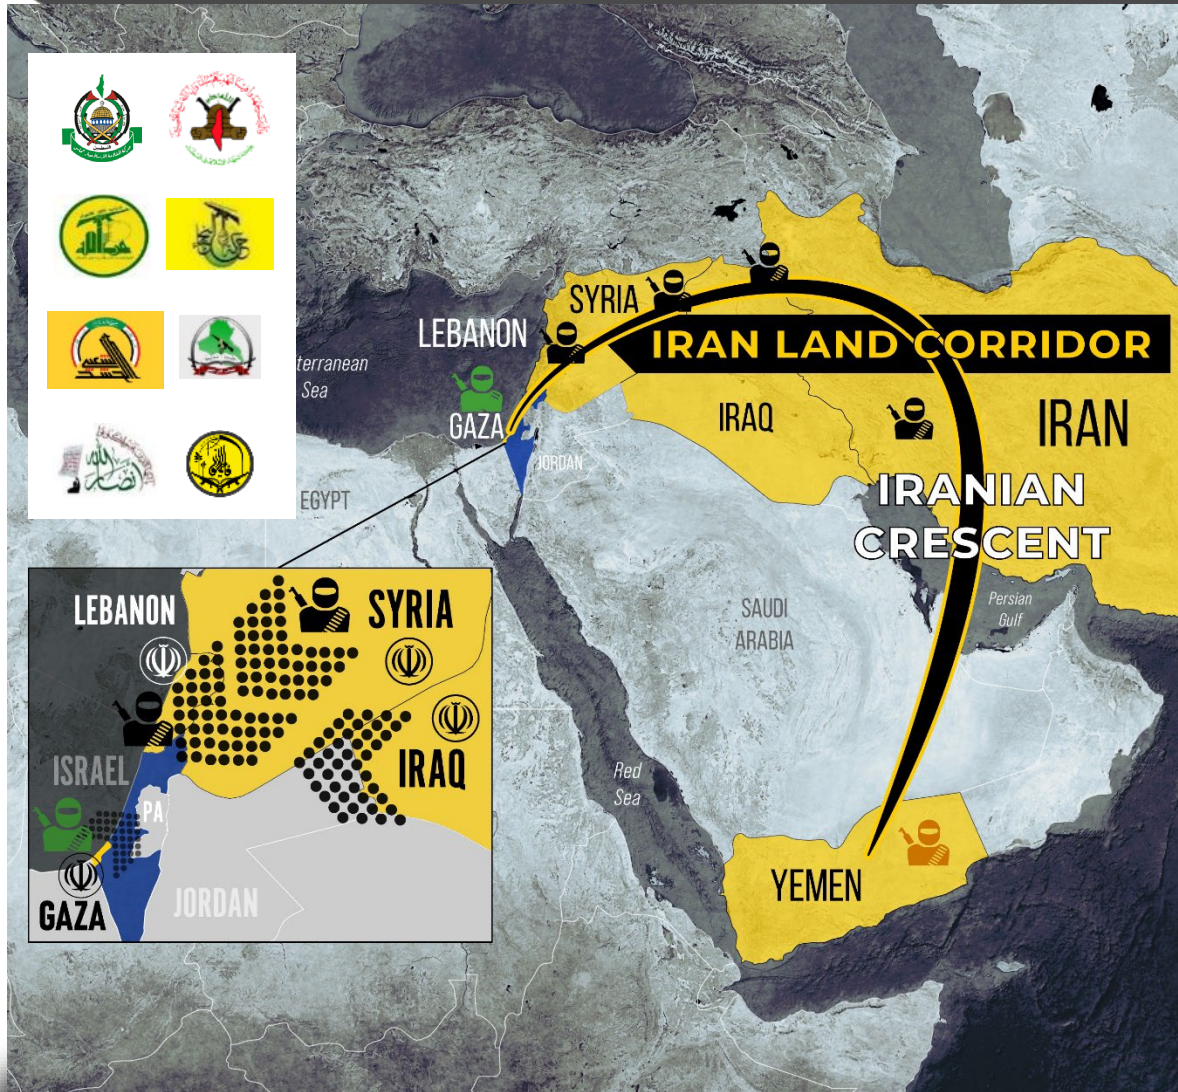 SYRIA
LEBANON
IRAN LAND CORRIDOR
terranean
Sea
IRAQ
IRAN
GAZA
JORDAN
IRANIAN
CRESCENT
EGYPT
SAUDI
ARABIA
Persian
Gulf
LEBANON
SYRIA
ISRAEL
IRAQ
PA
GAZA
JORDAN
Red
Sea
YEMEN